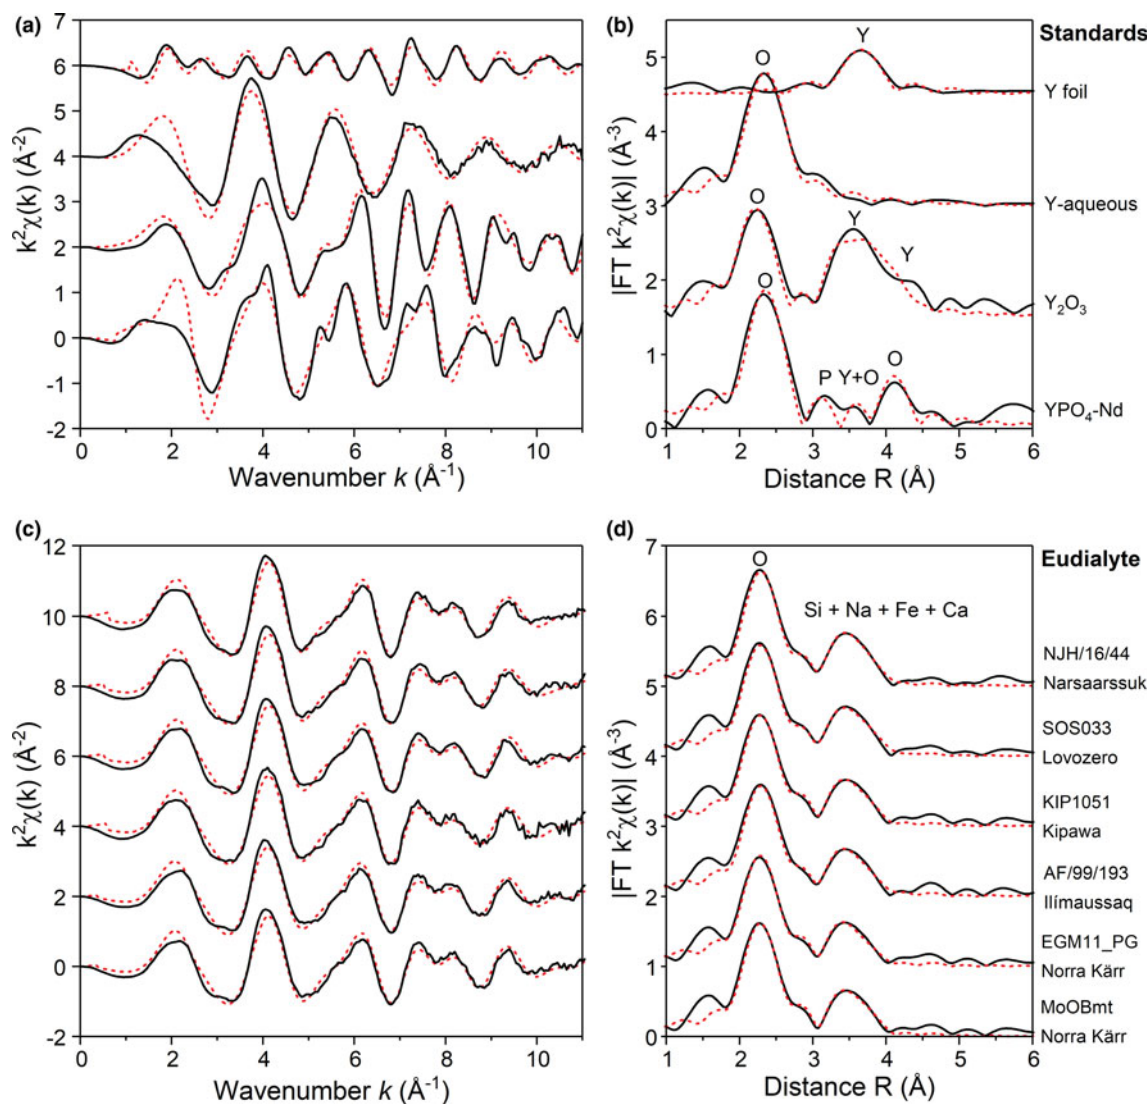 (a)
7
6
5
4
3
2
1
0
-1
-2
k²χ(k) (Å⁻²)
0 2 4 6 8 10
Wavenumber k (Å⁻¹)
(b)
5
4
3
2
1
0
|FT k²χ(k)| (Å⁻³)
Y
O
O
Y
Y
O
P Y+O
O
1 2 3 4 5 6
Distance R (Å)
Standards
Y foil
Y-aqueous
Y₂O₃
YPO₄-Nd
(c)
12
10
8
6
4
2
0
-2
k²χ(k) (Å⁻²)
0 2 4 6 8 10
Wavenumber k (Å⁻¹)
(d)
7
6
5
4
3
2
1
0
|FT k²χ(k)| (Å⁻³)
O
Si + Na + Fe + Ca
1 2 3 4 5 6
Distance R (Å)
Eudialyte
NJH/16/44
Narsaarssuk
SOS033
Lovozero
KIP1051
Kipawa
AF/99/193
Ilímaussaq
EGM11_PG
Norra Kärr
MoOBmt
Norra Kärr